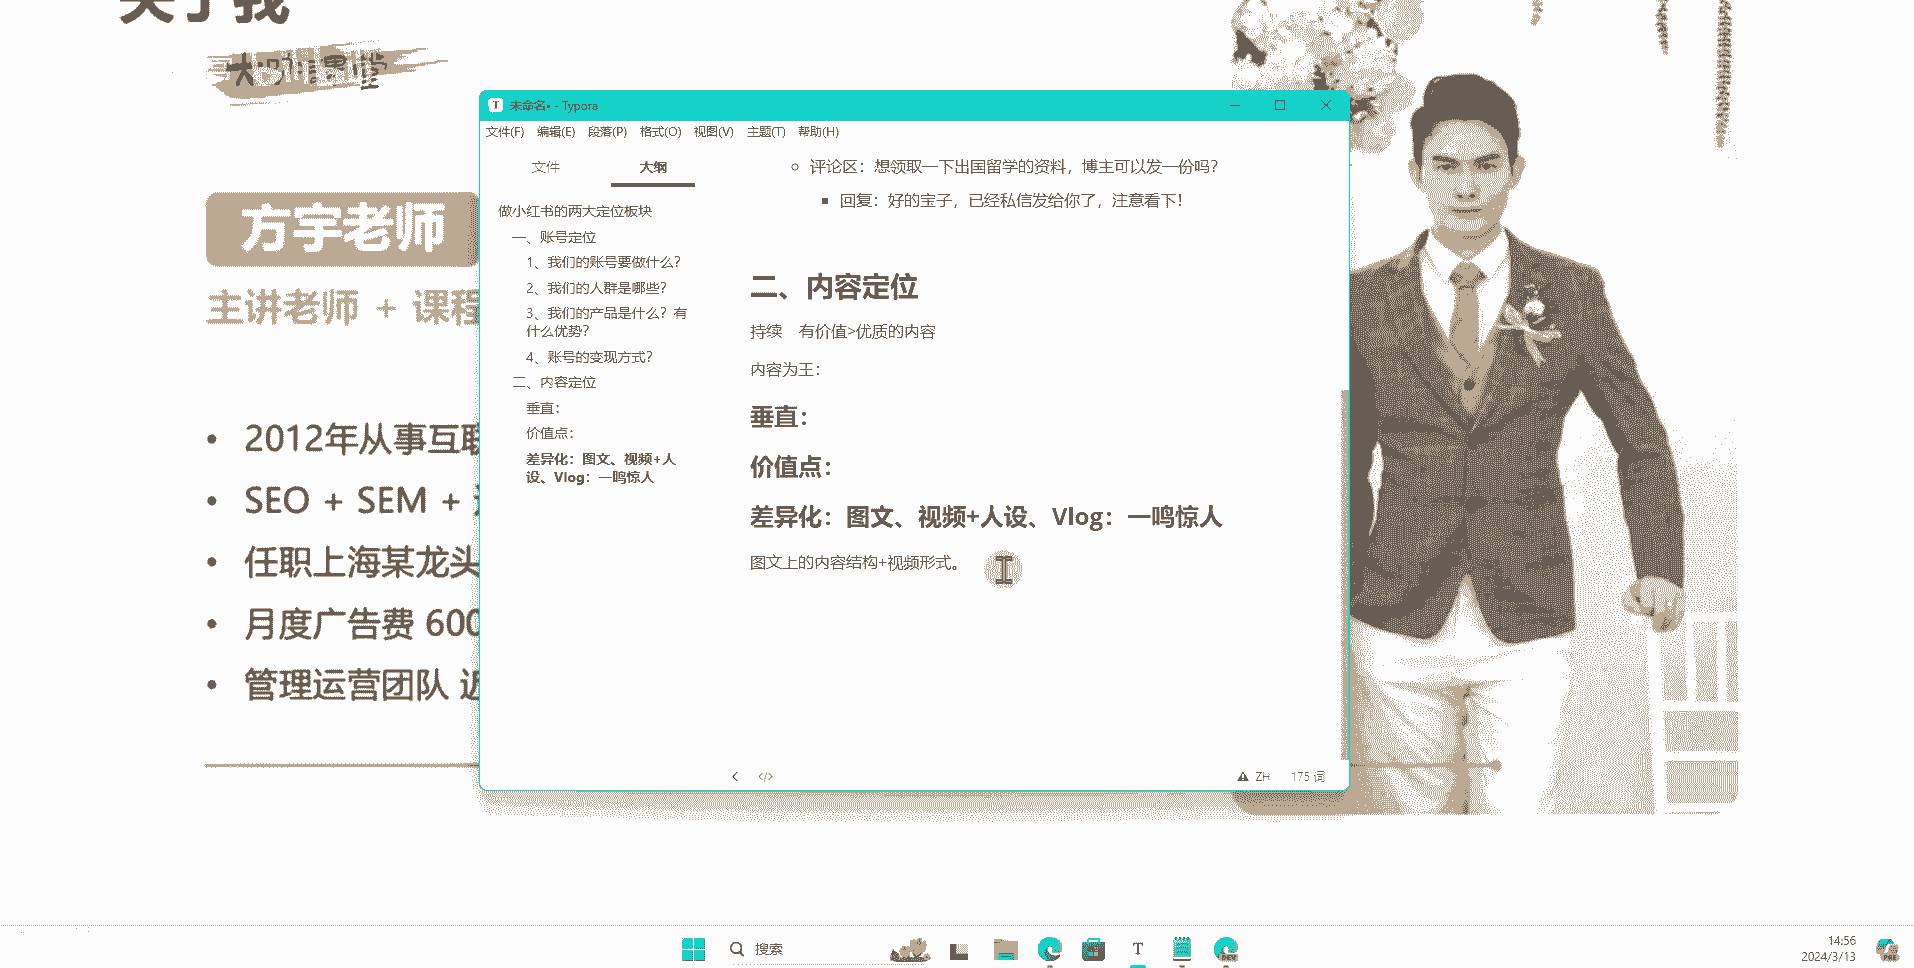 关于我
大鸣课堂
方宇老师
主讲老师 + 课程
2012年从事互联
SEO + SEM +
任职上海某龙头
月度广告费 600
管理运营团队 近
未命名• - Typora
文件(F) 编辑(E) 段落(P) 格式(O) 视图(V) 主题(T) 帮助(H)
文件 大纲
做小红书的两大定位板块
一、账号定位
1、我们的账号要做什么?
2、我们的人群是哪些?
3、我们的产品是什么? 有
什么优势?
4、账号的变现方式?
二、内容定位
垂直:
价值点:
差异化: 图文、视频+人
设、Vlog: 一鸣惊人
评论区: 想领取一下出国留学的资料, 博主可以发一份吗?
回复: 好的宝子, 已经私信发给你了, 注意看下!
二、内容定位
持续 有价值>优质的内容
内容为王:
垂直:
价值点:
差异化: 图文、视频+人设、Vlog: 一鸣惊人
图文上的内容结构+视频形式。
ZH 175 词
搜索
14:56
2024/3/13